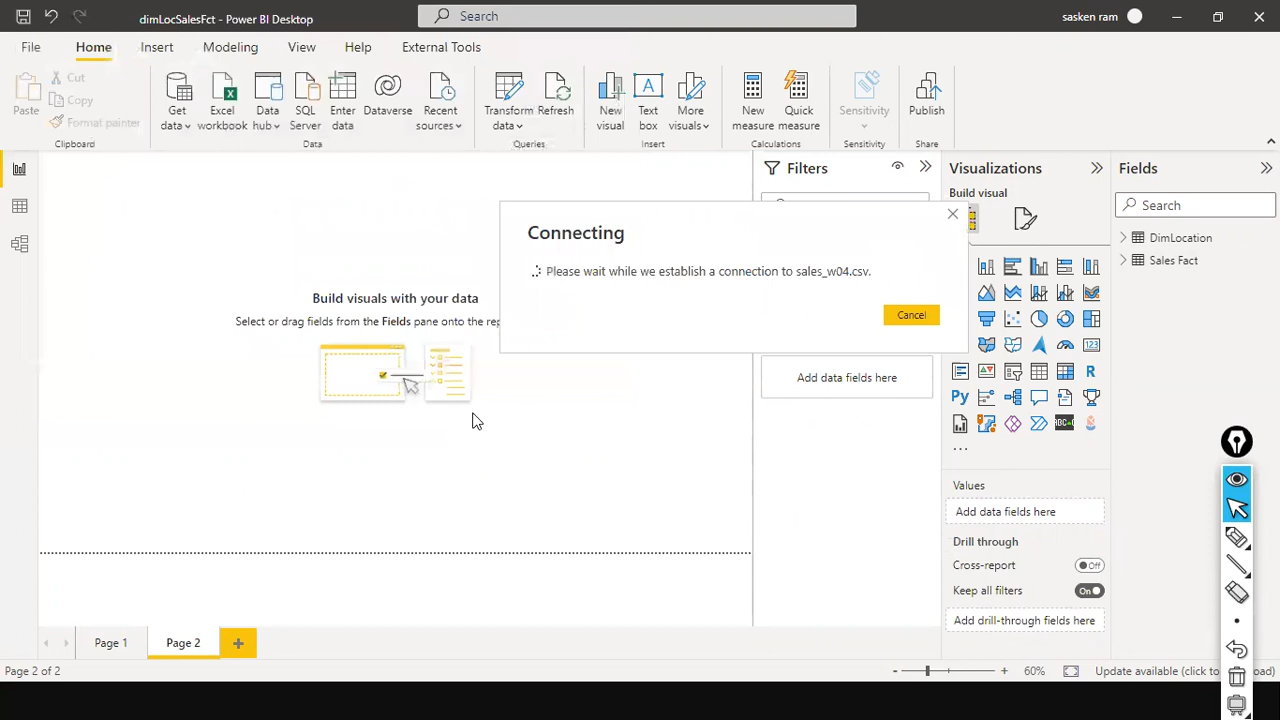 dimLocSalesFct - Power BI Desktop
Search
sasken ram
File
Home
Insert
Modeling
View
Help
External Tools
Paste
Cut
Copy
Format painter
Clipboard
Get data
Excel workbook
Data hub
SQL Server
Enter data
Dataverse
Recent sources
Data
Transform data
Refresh
Queries
New visual
Text box
More visuals
Insert
New measure
Quick measure
Calculations
Sensitivity
Sensitivity
Publish
Share
Build visuals with your data
Select or drag fields from the Fields pane onto the rep
Connecting
Please wait while we establish a connection to sales_w04.csv.
Cancel
Filters
Add data fields here
Visualizations
Build visual
123
R
Py
ABC
Values
Add data fields here
Drill through
Cross-report
Off
Keep all filters
On
Add drill-through fields here
Fields
Search
DimLocation
Sales Fact
Page 1
Page 2
Page 2 of 2
- + 60%
Update available (click to
oad)